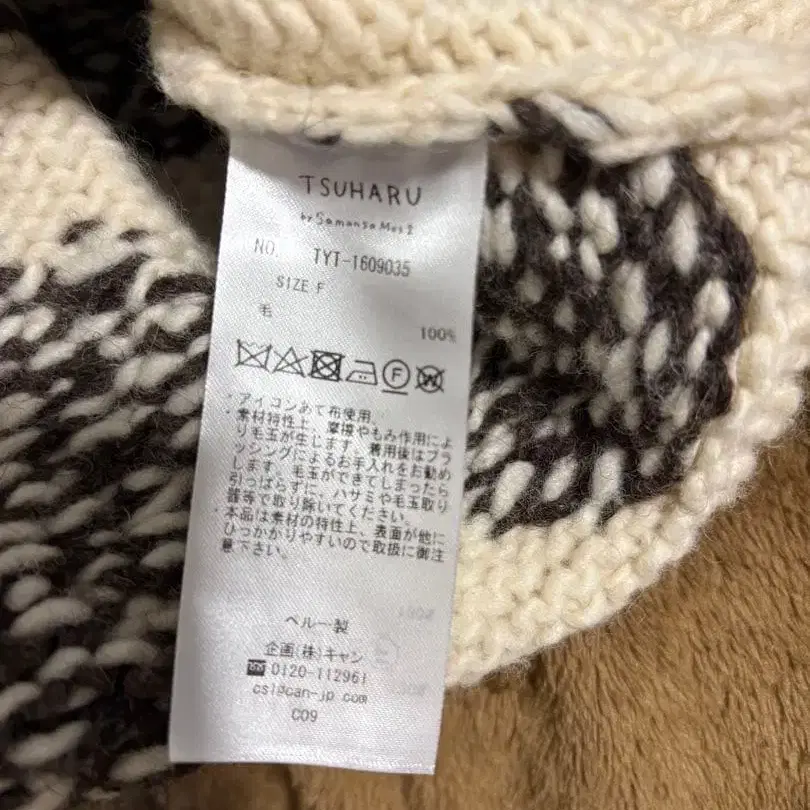 TSUHARU
by Samansa Mos2
NO. TYT-1609035
SIZE F
毛 100%
・アイコンあて布使用
・素材特性上、摩擦やもみ作用によ
り毛玉が生じます。着用後はブラ
ッシングによるお手入れをお勧め
します。毛玉ができてしまったら
引っぱらずに、ハサミや毛玉取り
器等で取り除いてください。
・本品は素材の特性上、表面が他に
ひっかかりやすいので取扱に御注
意下さい。
ペルー製
企画(株)キャン
0120-112961
cs1@can-jp.com
C09